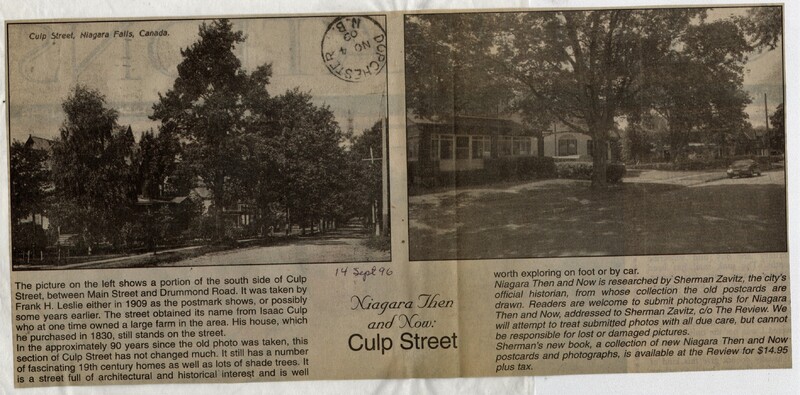 Culp Street, Niagara Falls, Canada.
DORCHESTER
NO 4
09
N.B.
14 Sept 96
The picture on the left shows a portion of the south side of Culp
Street, between Main Street and Drummond Road. It was taken by
Frank H. Leslie either in 1909 as the postmark shows, or possibly
some years earlier. The street obtained its name from Isaac Culp
who at one time owned a large farm in the area. His house, which
he purchased in 1830, still stands on the street.
In the approximately 90 years since the old photo was taken, this
section of Culp Street has not changed much. It still has a number
of fascinating 19th century homes as well as lots of shade trees. It
is a street full of architectural and historical interest and is well
Niagara Then
and Now:
Culp Street
worth exploring on foot or by car.
Niagara Then and Now is researched by Sherman Zavitz, the city's
official historian, from whose collection the old postcards are
drawn. Readers are welcome to submit photographs for Niagara
Then and Now, addressed to Sherman Zavitz, c/o The Review. We
will attempt to treat submitted photos with all due care, but cannot
be responsible for lost or damaged pictures.
Sherman's new book, a collection of new Niagara Then and Now
postcards and photographs, is available at the Review for $14.95
plus tax.